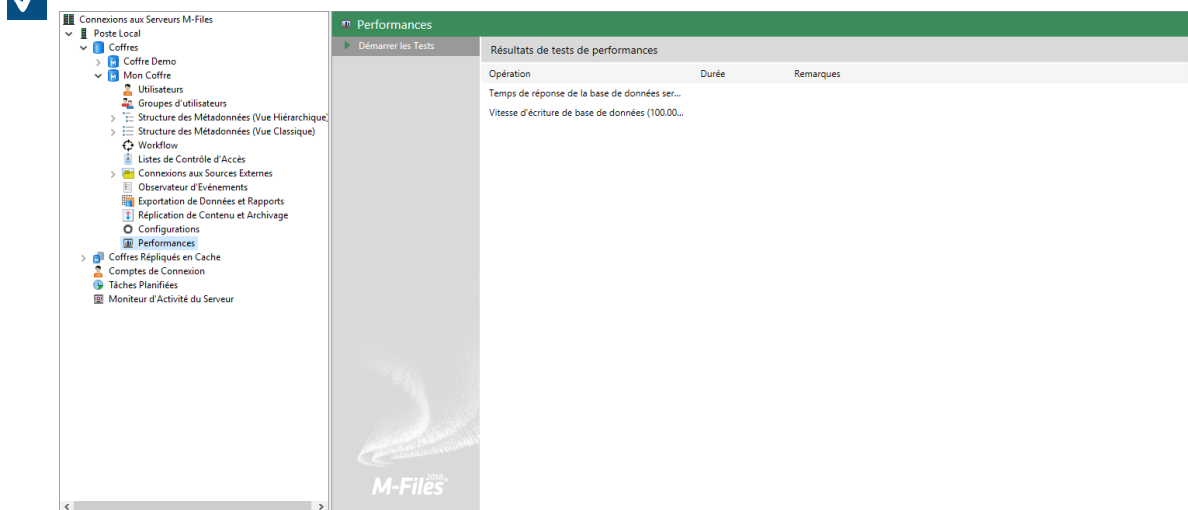 Connexions aux Serveurs M-Files
Poste Local
Coffres
Coffre Demo
Mon Coffre
Utilisateurs
Groupes d'utilisateurs
Structure des Métadonnées (Vue Hiérarchique)
Structure des Métadonnées (Vue Classique)
Workflow
Listes de Contrôle d'Accès
Connexions aux Sources Externes
Observateur d'Evénements
Exportation de Données et Rapports
Réplication de Contenu et Archivage
Configurations
Performances
Coffres Répliqués en Cache
Comptes de Connexion
Tâches Planifiées
Moniteur d'Activité du Serveur
Performances
Démarrer les Tests
M-Files 2018
Résultats de tests de performances
Opération Durée Remarques
Temps de réponse de la base de données ser...
Vitesse d'écriture de base de données (100.00...